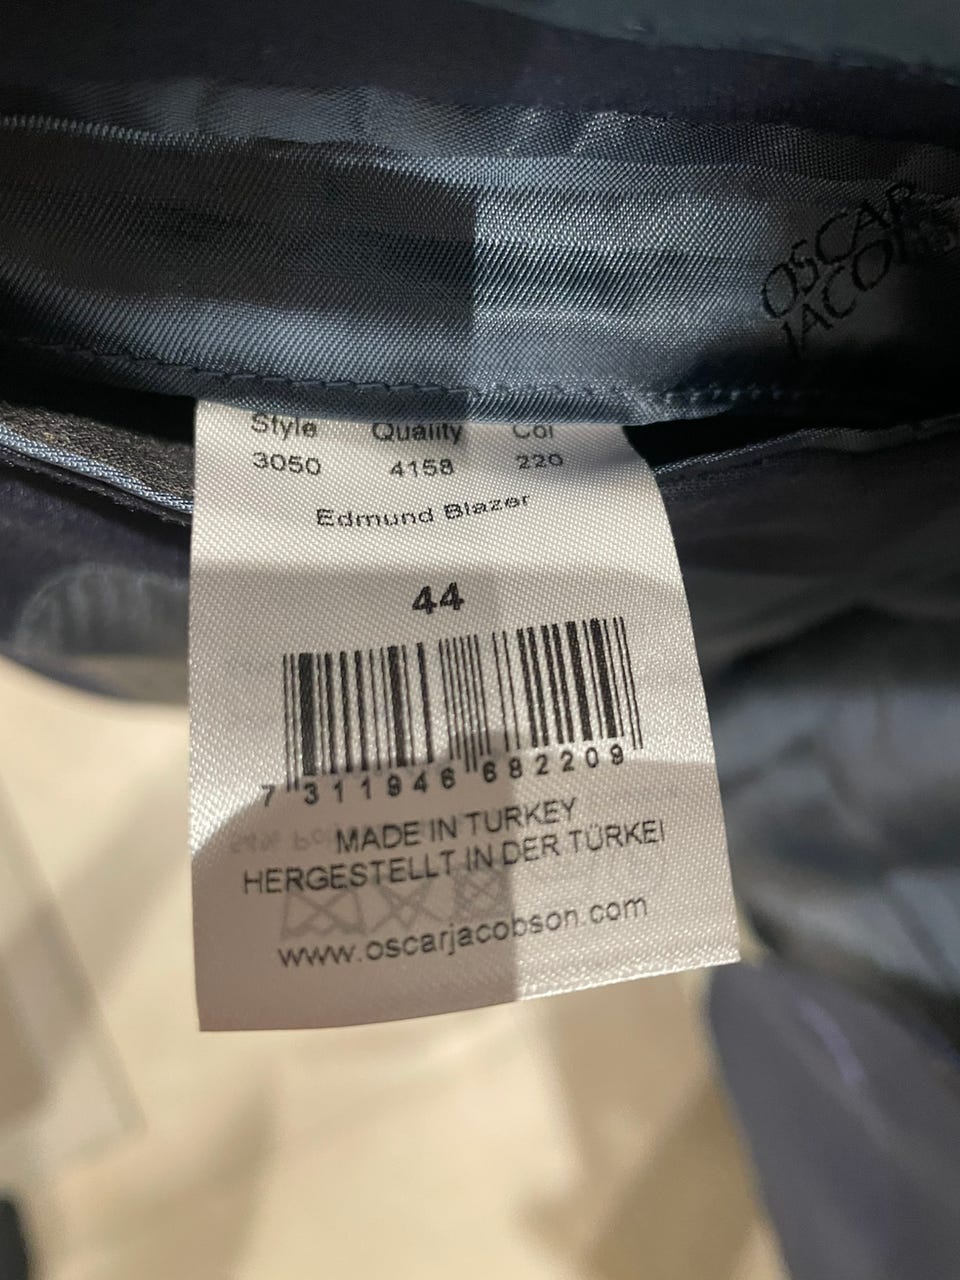 OSCAR
JACOBS
Style Quality Col
3050 4158 220
Edmund Blazer
44
7 311946 682209
MADE IN TURKEY
HERGESTELLT IN DER TÜRKEI
www.oscarjacobson.com